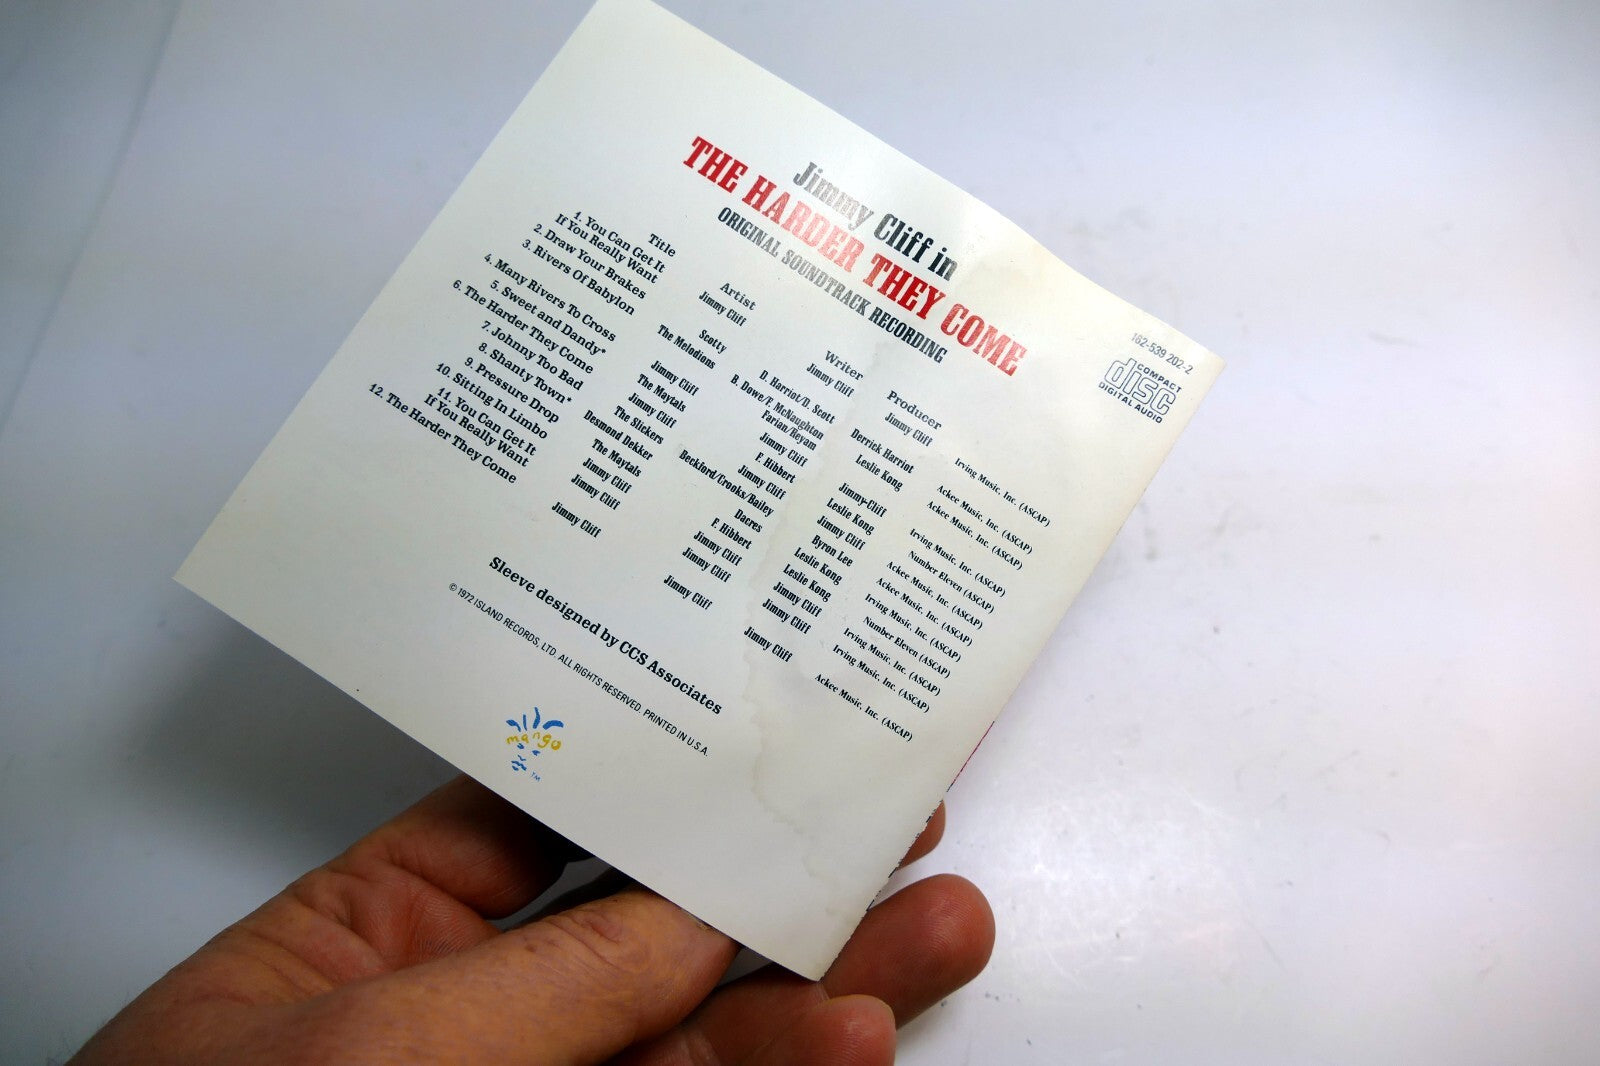 Jimmy Cliff in
THE HARDER THEY COME
ORIGINAL SOUNDTRACK RECORDING
162-539 202-2
COMPACT
disc
DIGITAL AUDIO
Title
1. You Can Get It
If You Really Want
2. Draw Your Brakes
3. Rivers Of Babylon
4. Many Rivers To Cross
5. Sweet and Dandy*
6. The Harder They Come
7. Johnny Too Bad
8. Shanty Town*
9. Pressure Drop
10. Sitting In Limbo
11. You Can Get It
If You Really Want
12. The Harder They Come
Artist
Jimmy Cliff
Scotty
The Melodions
Jimmy Cliff
The Maytals
Jimmy Cliff
The Slickers
Desmond Dekker
The Maytals
Jimmy Cliff
Jimmy Cliff
Jimmy Cliff
Writer
Jimmy Cliff
D. Harriot/D. Scott
B. Dowe/F. McNaughton
Farian/Reyam
Jimmy Cliff
F. Hibbert
Jimmy Cliff
Beckford/Crooks/Bailey
Dacres
F. Hibbert
Jimmy Cliff
Jimmy Cliff
Jimmy Cliff
Producer
Jimmy Cliff
Derrick Harriot
Leslie Kong
Jimmy-Cliff
Leslie Kong
Jimmy Cliff
Byron Lee
Leslie Kong
Leslie Kong
Jimmy Cliff
Jimmy Cliff
Jimmy Cliff
Irving Music, Inc. (ASCAP)
Ackee Music, Inc. (ASCAP)
Ackee Music, Inc. (ASCAP)
Irving Music, Inc. (ASCAP)
Number Eleven (ASCAP)
Ackee Music, Inc. (ASCAP)
Ackee Music, Inc. (ASCAP)
Irving Music, Inc. (ASCAP)
Number Eleven (ASCAP)
Irving Music, Inc. (ASCAP)
Irving Music, Inc. (ASCAP)
Ackee Music, Inc. (ASCAP)
Sleeve designed by CCS Associates
© 1972 ISLAND RECORDS, LTD. ALL RIGHTS RESERVED. PRINTED IN U.S.A.
mango
TM